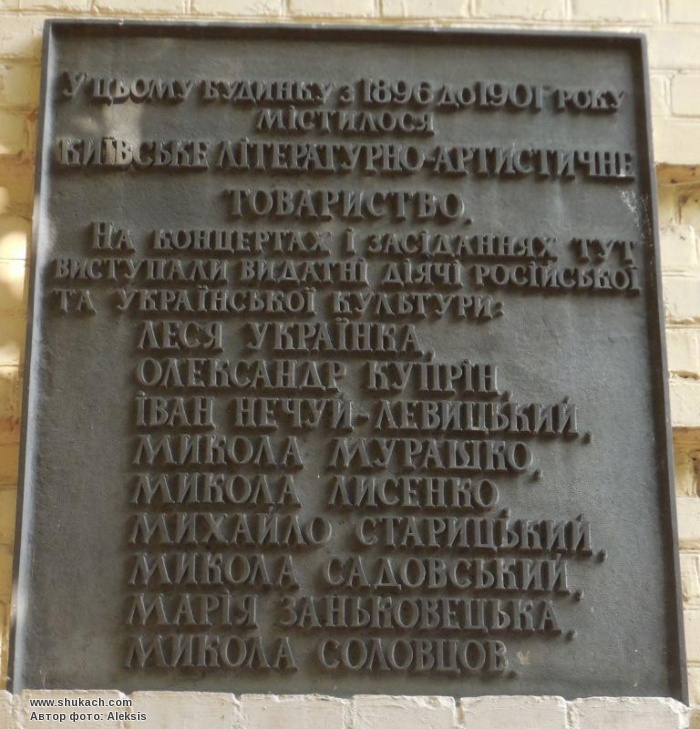 У цьому будинку з 1896 до 1901 року
містилося
Київське літературно-артистичне
товариство.
На концертах і засіданнях тут
виступали видатні діячі російської
та української культури:
Леся Українка,
Олександр Купрін,
Іван Нечуй-Левицький,
Микола Мурашко,
Микола Лисенко,
Михайло Старицький,
Микола Садовський,
Марія Заньковецька,
Микола Соловцов.
www.shukach.com
Автор фото: Aleksis